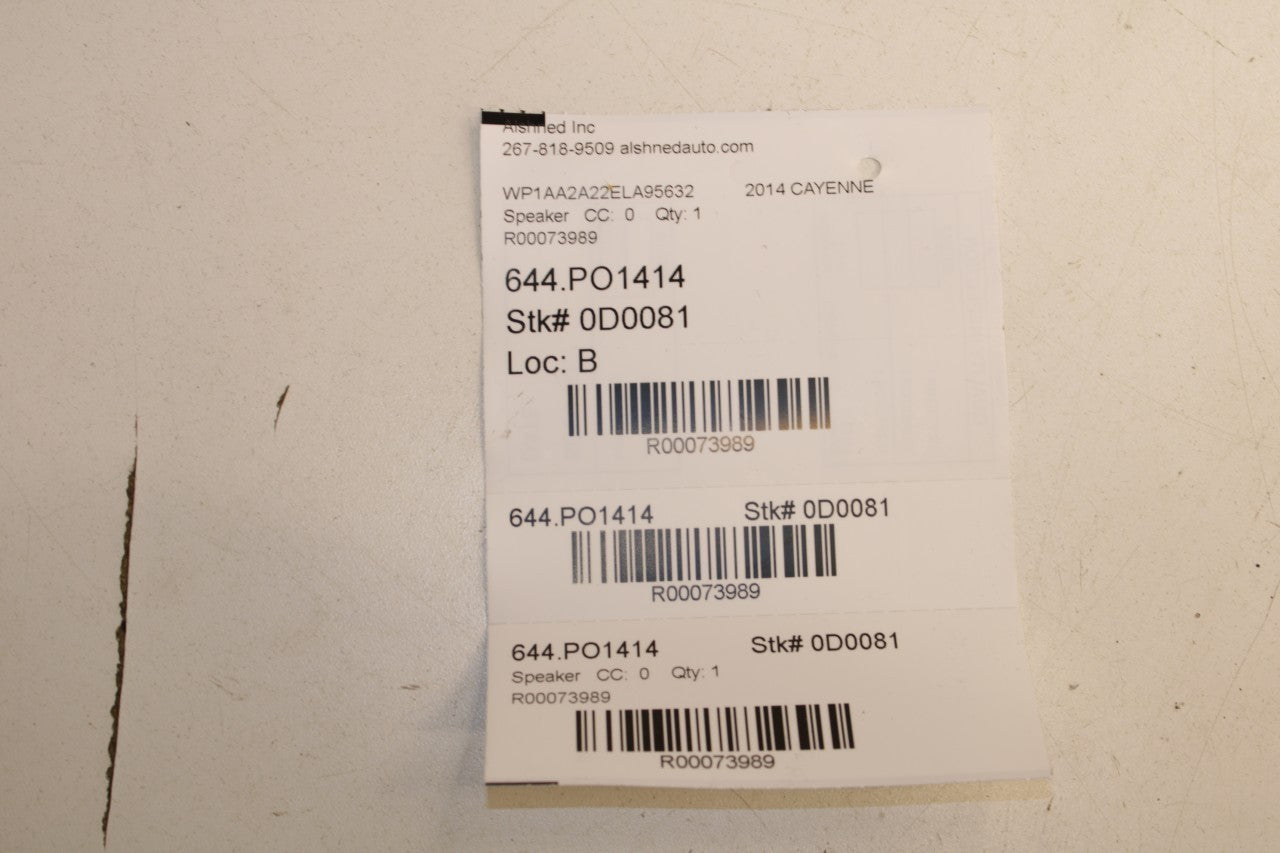 Alshned Inc
267-818-9509 alshnedauto.com
WP1AA2A22ELA95632 2014 CAYENNE
Speaker CC: 0 Qty: 1
R00073989
644.PO1414
Stk# 0D0081
Loc: B
R00073989
644.PO1414 Stk# 0D0081
R00073989
644.PO1414 Stk# 0D0081
Speaker CC: 0 Qty: 1
R00073989
R00073989